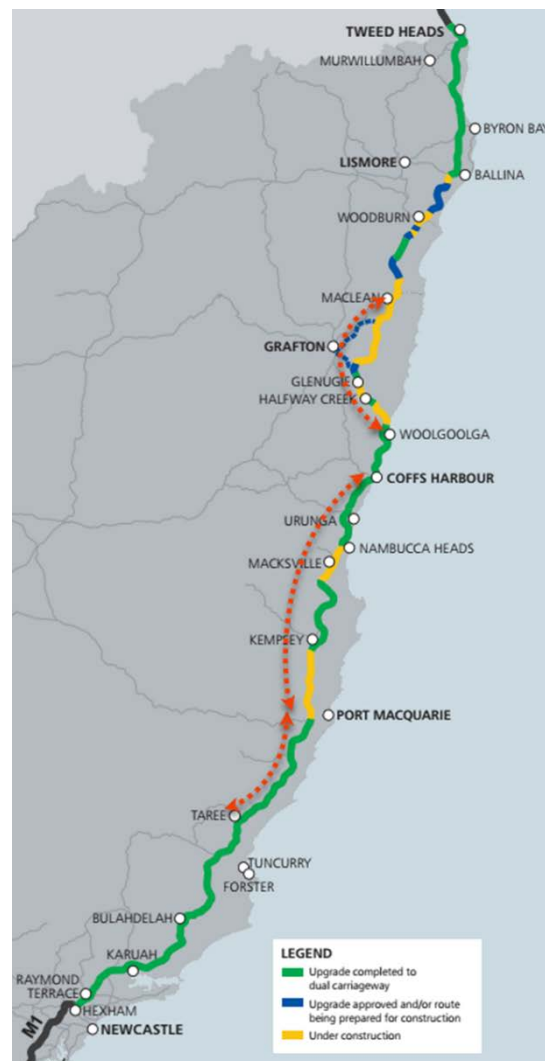 TWEED HEADS
MURWILLUMBAH
BYRON BAY
LISMORE
BALLINA
WOODBURN
MACLEAN
GRAFTON
GLENUGIE
HALFWAY CREEK
WOOLGOOLGA
COFFS HARBOUR
URUNGA
NAMBUCCA HEADS
MACKSVILLE
KEMPSEY
PORT MACQUARIE
TAREE
TUNCURRY
FORSTER
BULAHDELAH
KARUAH
RAYMOND
TERRACE
HEXHAM
M1
NEWCASTLE
LEGEND
Upgrade completed to
dual carriageway
Upgrade approved and/or route
being prepared for construction
Under construction